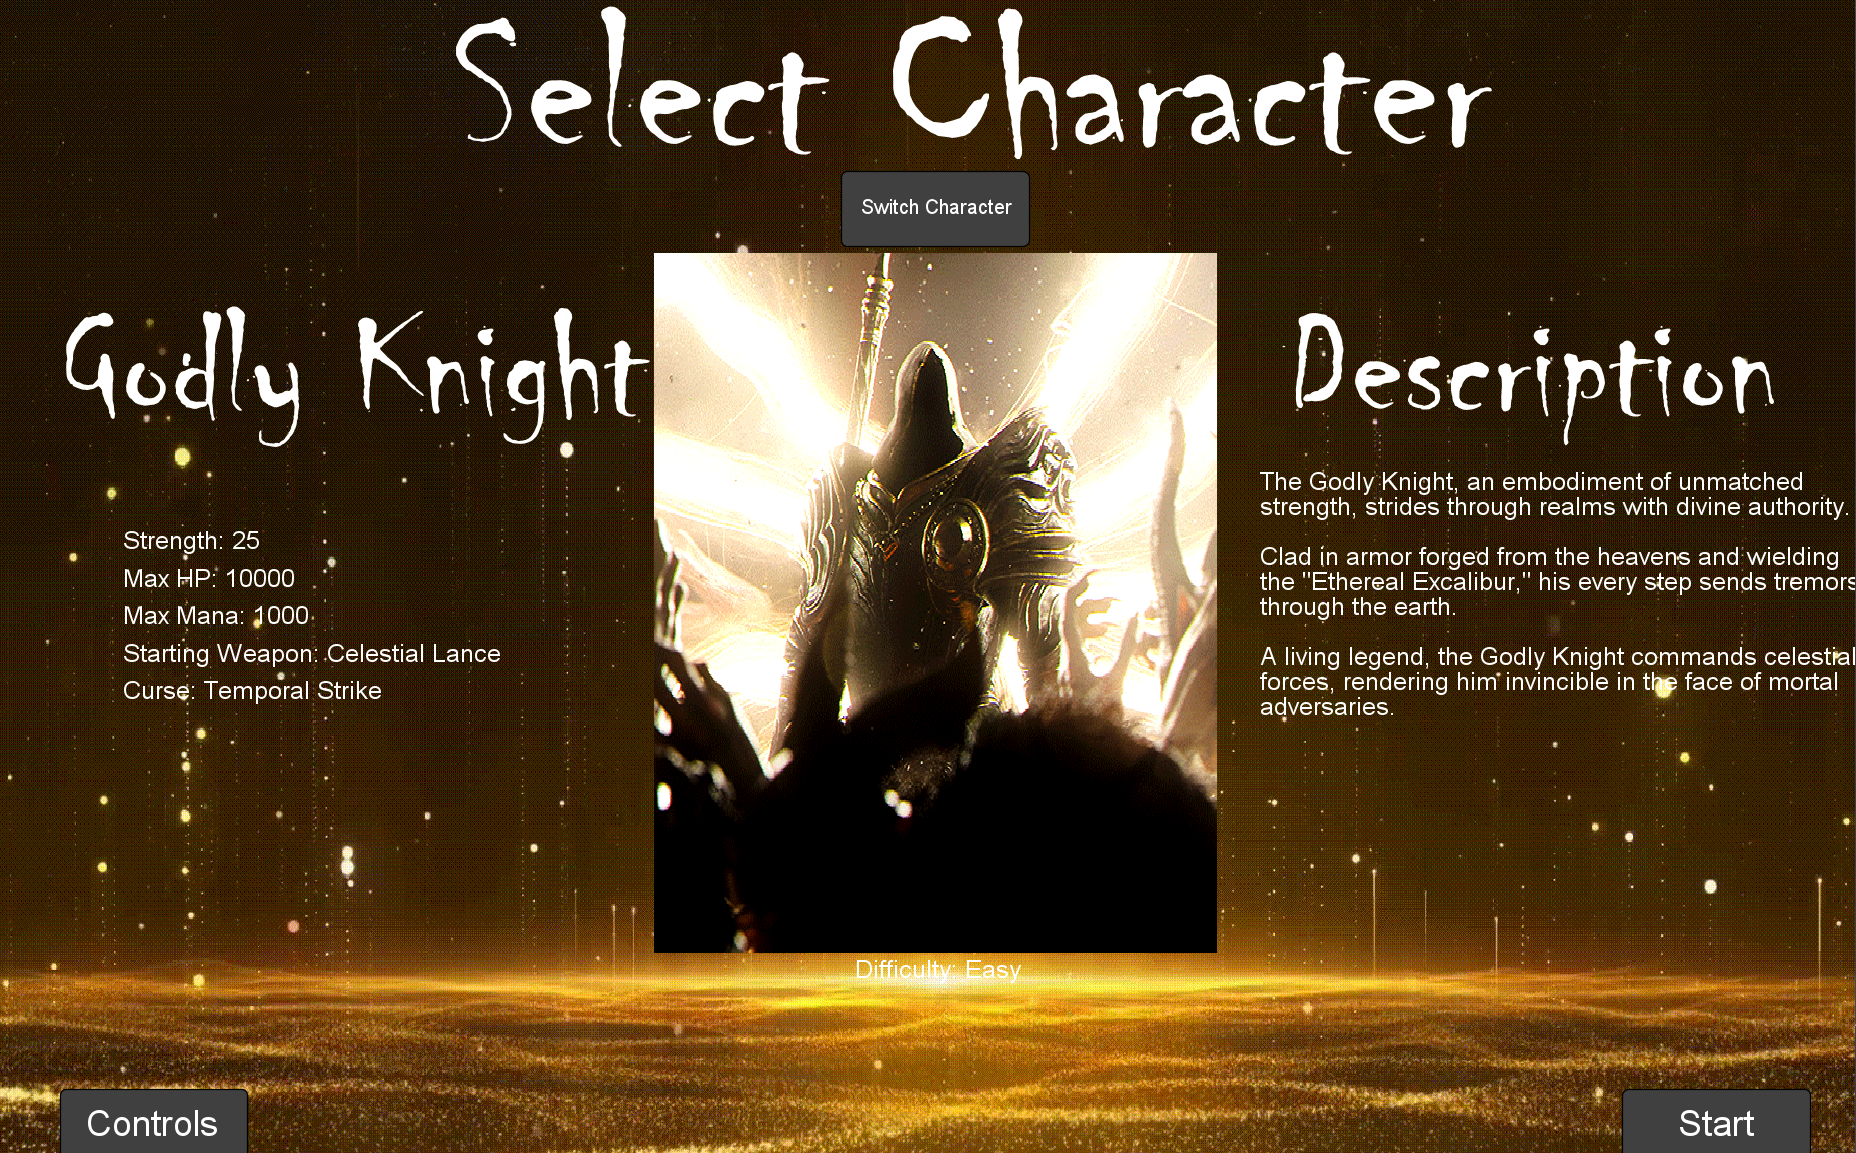 Select Character
Switch Character
Godly Knight
Strength: 25
Max HP: 10000
Max Mana: 1000
Starting Weapon: Celestial Lance
Curse: Temporal Strike
Difficulty: Easy
Description
The Godly Knight, an embodiment of unmatched
strength, strides through realms with divine authority.
Clad in armor forged from the heavens and wielding
the "Ethereal Excalibur," his every step sends tremors
through the earth.
A living legend, the Godly Knight commands celestial
forces, rendering him invincible in the face of mortal
adversaries.
Controls
Start